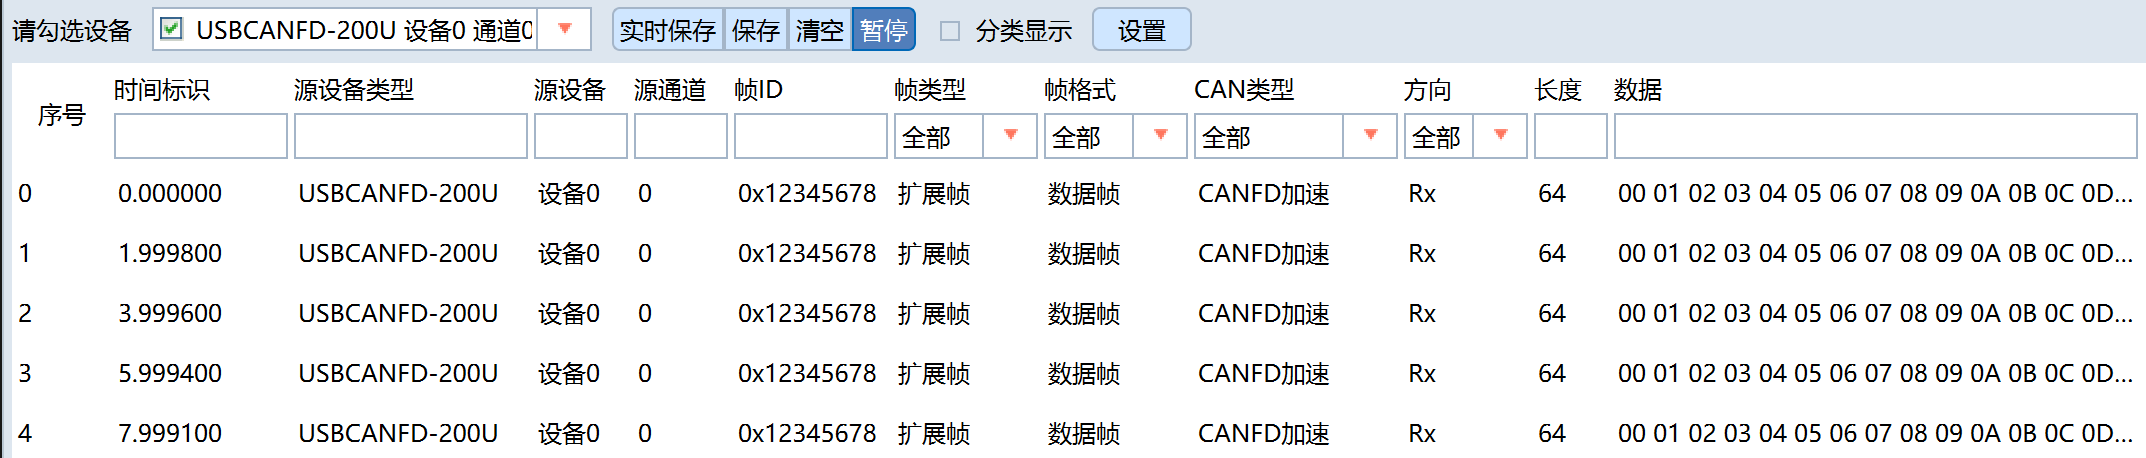 请勾选设备 USBCANFD-200U 设备0 通道0 实时保存 保存 清空 暂停 分类显示 设置
序号 时间标识 源设备类型 源设备 源通道 帧ID 帧类型 帧格式 CAN类型 方向 长度 数据
全部 全部 全部 全部
0 0.000000 USBCANFD-200U 设备0 0 0x12345678 扩展帧 数据帧 CANFD加速 Rx 64 00 01 02 03 04 05 06 07 08 09 0A 0B 0C 0D...
1 1.999800 USBCANFD-200U 设备0 0 0x12345678 扩展帧 数据帧 CANFD加速 Rx 64 00 01 02 03 04 05 06 07 08 09 0A 0B 0C 0D...
2 3.999600 USBCANFD-200U 设备0 0 0x12345678 扩展帧 数据帧 CANFD加速 Rx 64 00 01 02 03 04 05 06 07 08 09 0A 0B 0C 0D...
3 5.999400 USBCANFD-200U 设备0 0 0x12345678 扩展帧 数据帧 CANFD加速 Rx 64 00 01 02 03 04 05 06 07 08 09 0A 0B 0C 0D...
4 7.999100 USBCANFD-200U 设备0 0 0x12345678 扩展帧 数据帧 CANFD加速 Rx 64 00 01 02 03 04 05 06 07 08 09 0A 0B 0C 0D...